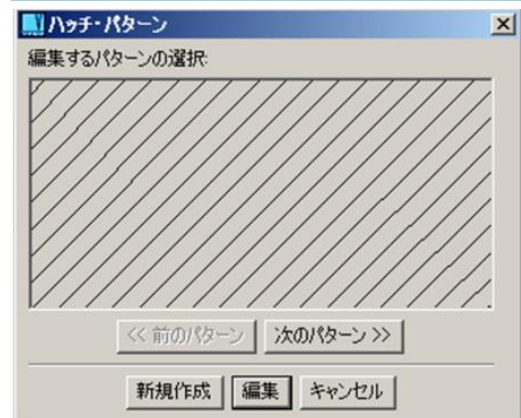 ハッチ・パターン
編集するパターンの選択:
<< 前のパターン 次のパターン >>
新規作成 編集 キャンセル